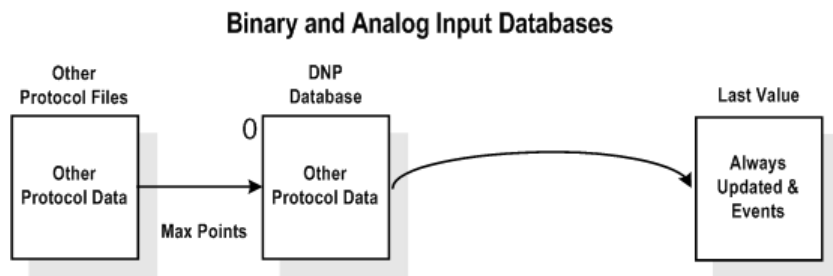 Binary and Analog Input Databases
Other
Protocol Files
DNP
Database
Last Value
0
Other
Protocol Data
Other
Protocol Data
Always
Updated &
Events
Max Points